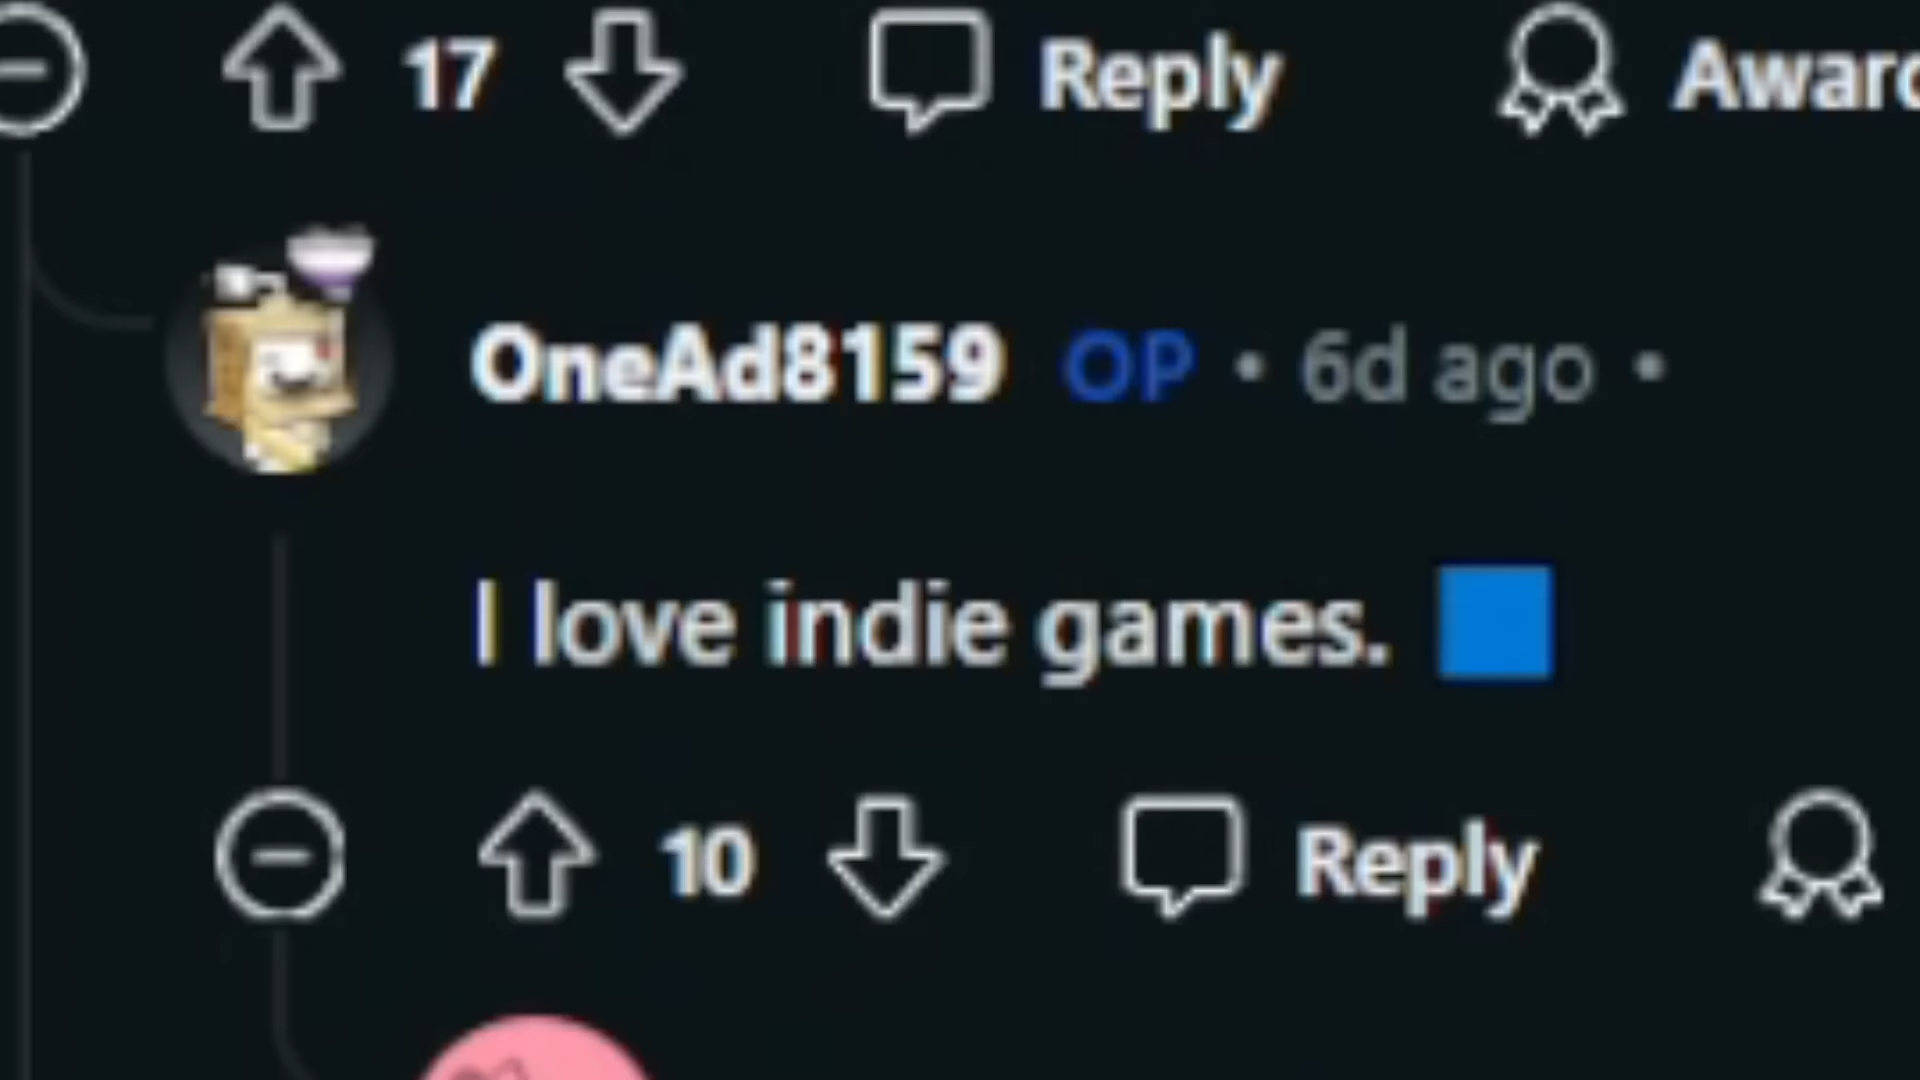 17 Reply Award
OneAd8159 OP • 6d ago •
I love indie games. 🟦
10 Reply